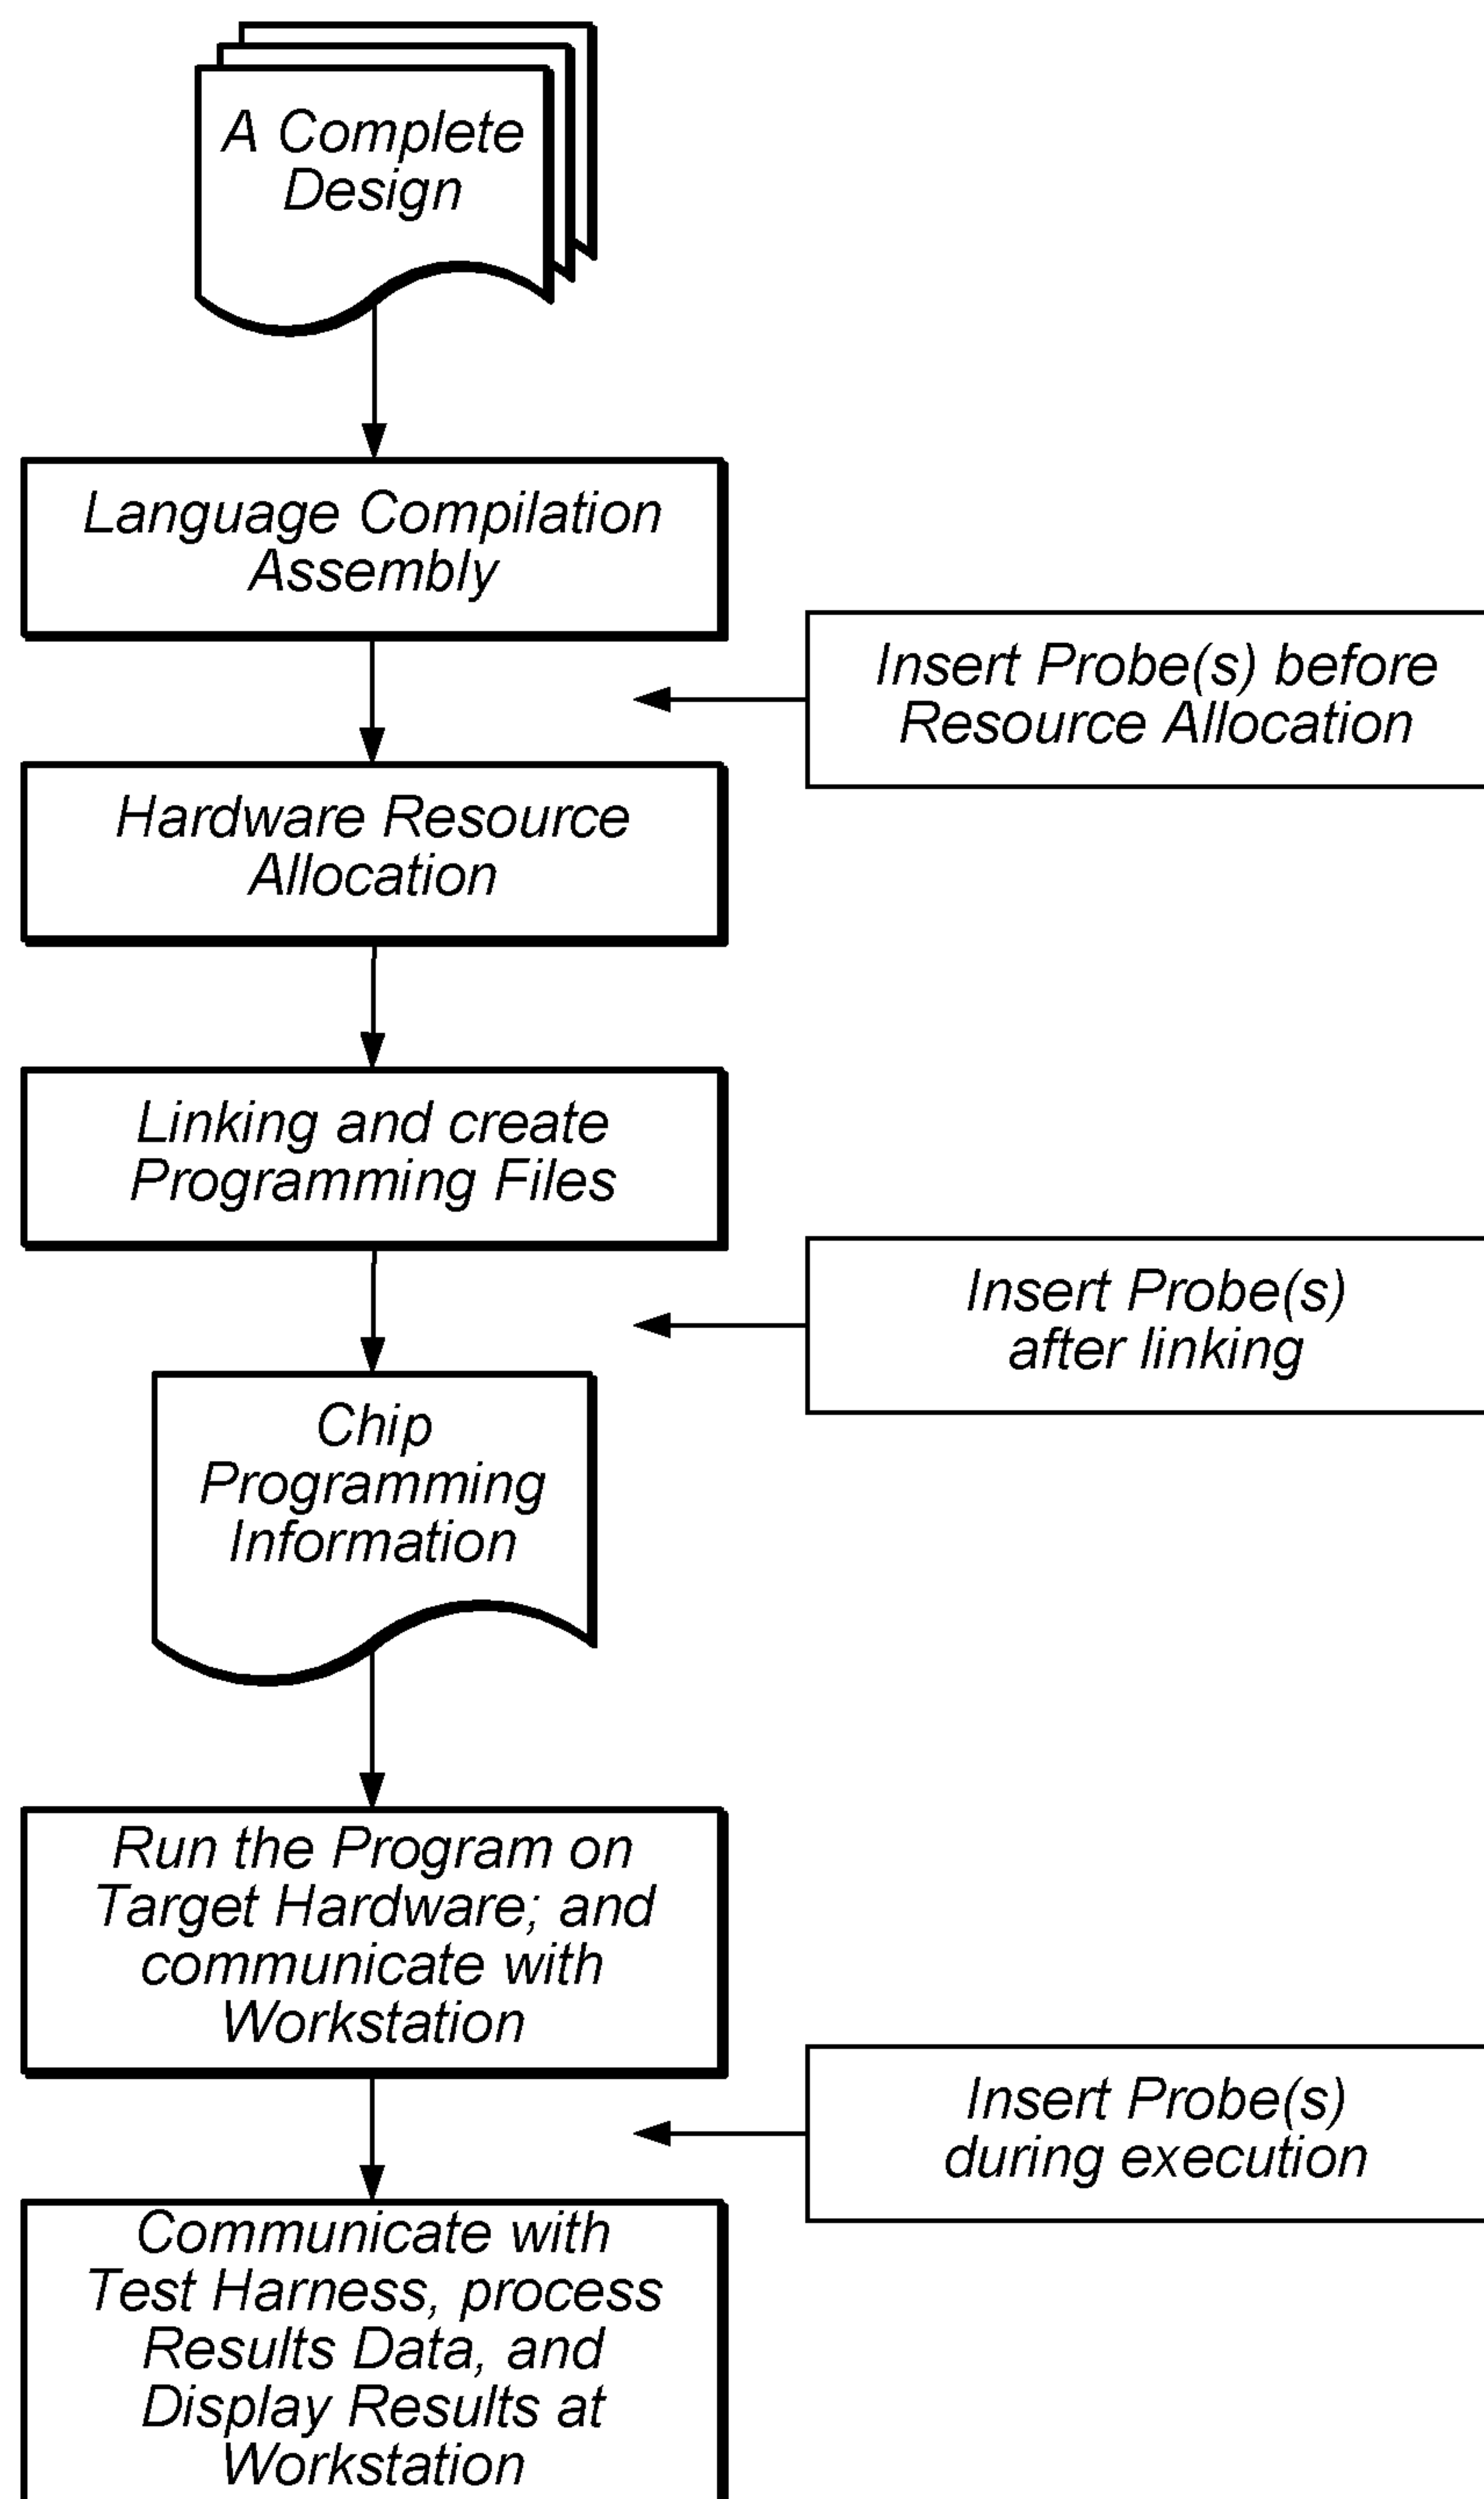 A Complete
Design
Language Compilation
Assembly
Insert Probe(s) before
Resource Allocation
Hardware Resource
Allocation
Linking and create
Programming Files
Insert Probe(s)
after linking
Chip
Programming
Information
Run the Program on
Target Hardware; and
communicate with
Workstation
Insert Probe(s)
during execution
Communicate with
Test Harness, process
Results Data, and
Display Results at
Workstation